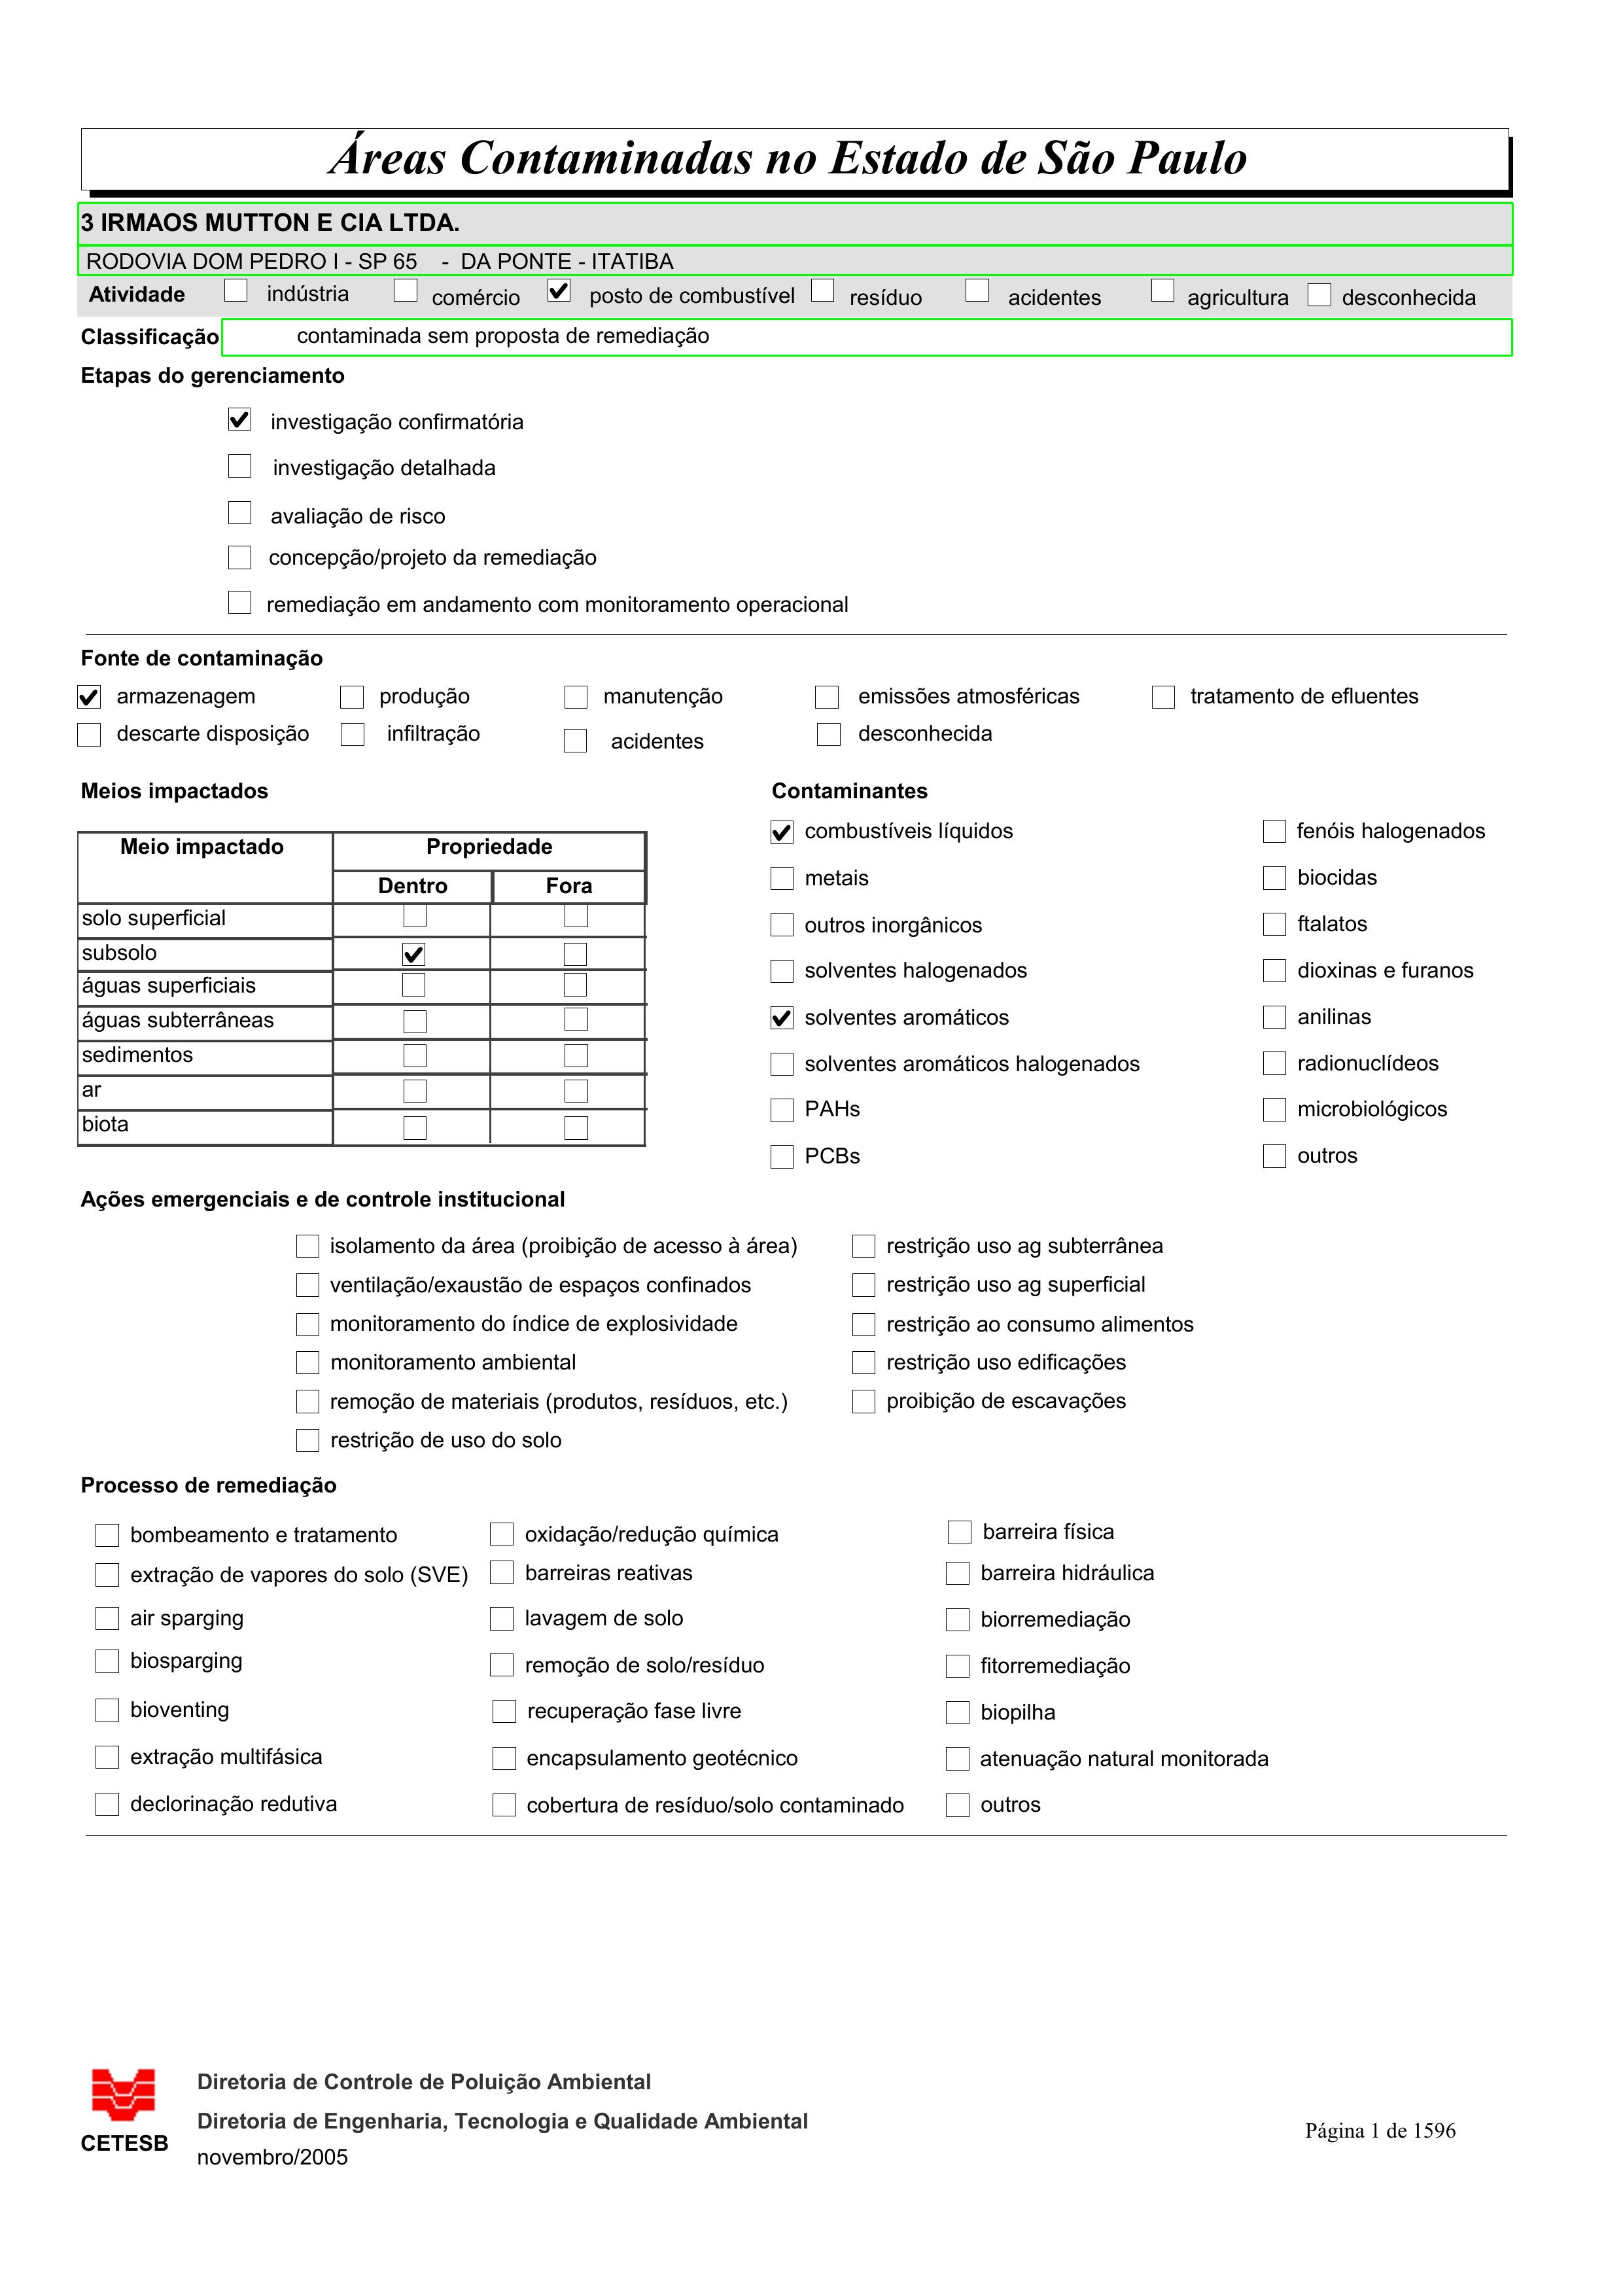 Áreas Contaminadas no Estado de São Paulo
3 IRMAOS MUTTON E CIA LTDA.
RODOVIA DOM PEDRO I - SP 65 - DA PONTE - ITATIBA
Atividade indústria comércio posto de combustível resíduo acidentes agricultura desconhecida
Classificação contaminada sem proposta de remediação
Etapas do gerenciamento
investigação confirmatória
investigação detalhada
avaliação de risco
concepção/projeto da remediação
remediação em andamento com monitoramento operacional
Fonte de contaminação
armazenagem produção manutenção emissões atmosféricas tratamento de efluentes
descarte disposição infiltração acidentes desconhecida
Meios impactados
Meio impactado Propriedade
Dentro Fora
solo superficial
subsolo
águas superficiais
águas subterrâneas
sedimentos
ar
biota
Contaminantes
combustíveis líquidos fenóis halogenados
metais biocidas
outros inorgânicos ftalatos
solventes halogenados dioxinas e furanos
solventes aromáticos anilinas
solventes aromáticos halogenados radionuclídeos
PAHs microbiológicos
PCBs outros
Ações emergenciais e de controle institucional
isolamento da área (proibição de acesso à área) restrição uso ag subterrânea
ventilação/exaustão de espaços confinados restrição uso ag superficial
monitoramento do índice de explosividade restrição ao consumo alimentos
monitoramento ambiental restrição uso edificações
remoção de materiais (produtos, resíduos, etc.) proibição de escavações
restrição de uso do solo
Processo de remediação
bombeamento e tratamento oxidação/redução química barreira física
extração de vapores do solo (SVE) barreiras reativas barreira hidráulica
air sparging lavagem de solo biorremediação
biosparging remoção de solo/resíduo fitorremediação
bioventing recuperação fase livre biopilha
extração multifásica encapsulamento geotécnico atenuação natural monitorada
declorinação redutiva cobertura de resíduo/solo contaminado outros
CETESB
Diretoria de Controle de Poluição Ambiental
Diretoria de Engenharia, Tecnologia e Qualidade Ambiental
novembro/2005
Página 1 de 1596